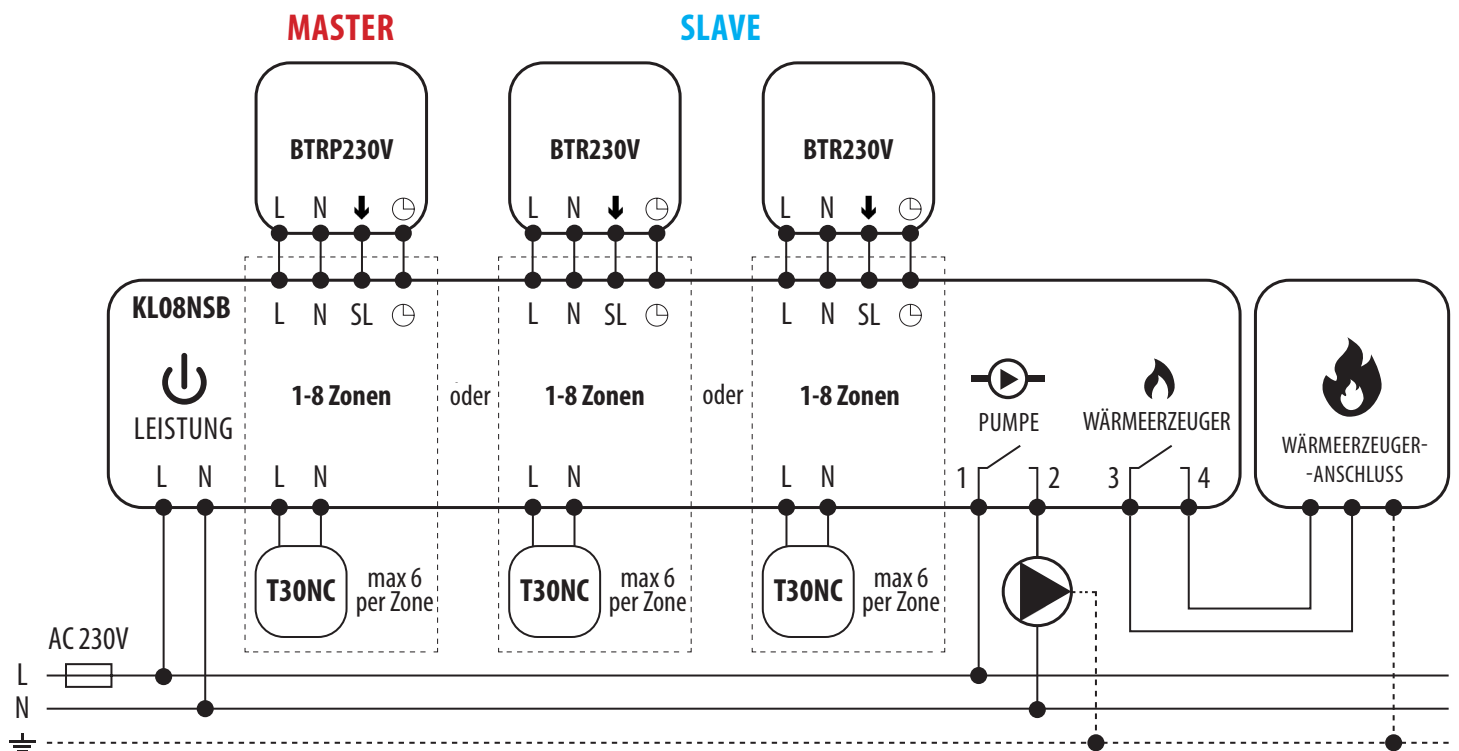 MASTER SLAVE
BTRP230V BTR230V BTR230V
L N L N L N
KL08NSB
L N SL L N SL L N SL
LEISTUNG
1-8 Zonen oder 1-8 Zonen oder 1-8 Zonen
PUMPE WÄRMEERZEUGER
WÄRMEERZEUGER-
-ANSCHLUSS
L N L N L N L N 1 2 3 4
T30NC max 6
per Zone
T30NC max 6
per Zone
T30NC max 6
per Zone
AC 230V
L
N